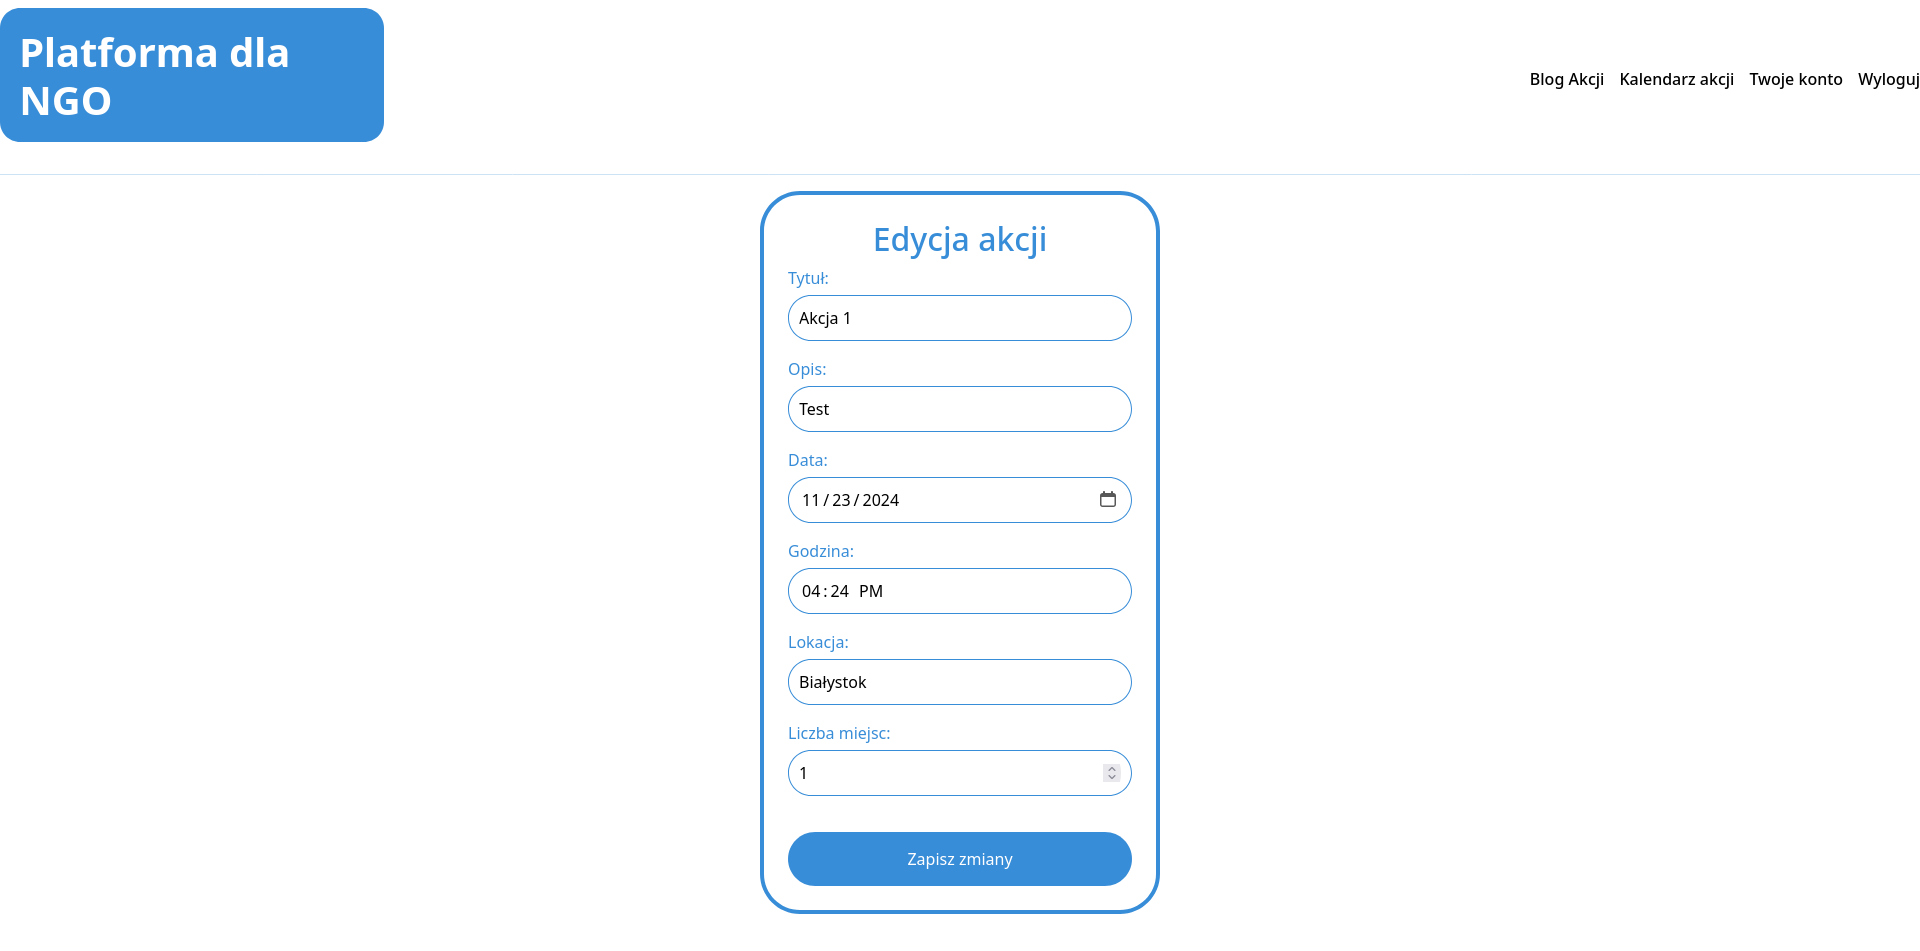 Platforma dla
NGO
Blog Akcji Kalendarz akcji Twoje konto Wyloguj
Edycja akcji
Tytuł:
Akcja 1
Opis:
Test
Data:
11/23/2024
Godzina:
04:24 PM
Lokacja:
Białystok
Liczba miejsc:
1
Zapisz zmiany